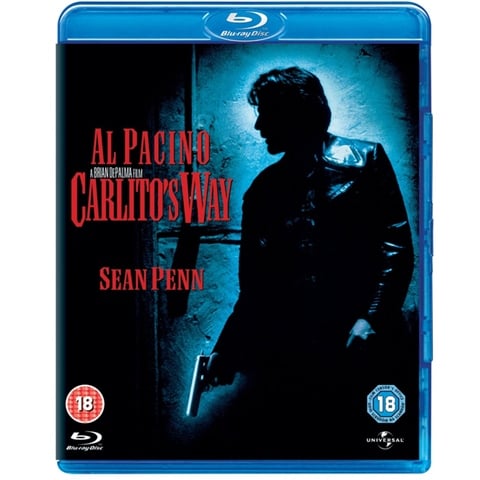 Blu-ray Disc
AL PACINO
A BRIAN DEPALMA FILM
CARLITO'S WAY
SEAN PENN
18
18
Blu-ray Disc
UNIVERSAL